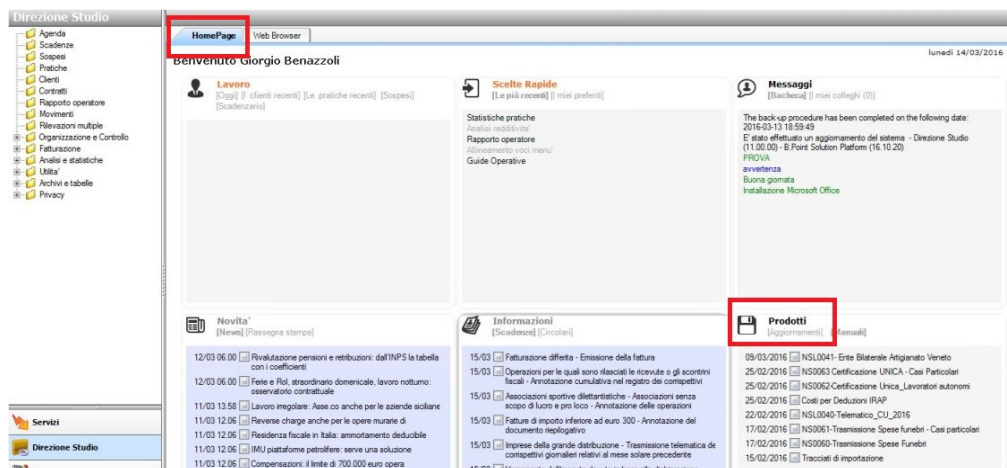 Direzione Studio
Agenda
Scadenze
Sospesi
Pratiche
Clienti
Contratti
Rapporto operatore
Movimenti
Rilevazioni multiple
Organizzazione e Controllo
Fatturazione
Analisi e statistiche
Utilita'
Archivi e tabelle
Privacy
Servizi
Direzione Studio
HomePage
Web Browser
lunedì 14/03/2016
Benvenuto Giorgio Benazzoli
Lavoro
[Oggi] [I clienti recenti] [Le pratiche recenti] [Sospesi]
[Scadenzario]
Scelte Rapide
[Le più recenti] [I miei preferiti]
Statistiche pratiche
Analisi redditivita'
Rapporto operatore
Allineamento voci menu'
Guide Operative
Messaggi
[Bacheca] [I miei colleghi (0)]
The back-up procedure has been completed on the following date:
2016-03-13 18:59:49
E' stato effettuato un aggiornamento del sistema - Direzione Studio
(11.00.00) - B.Point Solution Platform (16.10.20)
PROVA
avvertenza
Buona giornata
Installazione Microsoft Office
Novita'
[News] [Rassegna stampa]
12/03 06.00 Rivalutazione pensioni e retribuzioni: dall'INPS la tabella
con i coefficienti
12/03 06.00 Ferie e Rol, straordinario domenicale, lavoro notturno:
osservatorio contrattuale
11/03 13.58 Lavoro irregolare: Asse.co anche per le aziende siciliane
11/03 12.06 Reverse charge anche per le opere murarie di
11/03 12.06 Residenza fiscale in Italia: ammortamento deducibile
11/03 12.06 IMU piattaforme petrolifere: serve una soluzione
11/03 12.06 Compensazioni: il limite di 700.000 euro opera
Informazioni
[Scadenze] [Circolari]
15/03 Fatturazione differita - Emissione della fattura
15/03 Operazioni per le quali sono rilasciati le ricevute o gli scontrini
fiscali - Annotazione cumulativa nel registro dei corrispettivi
15/03 Associazioni sportive dilettantistiche - Associazioni senza
scopo di lucro e pro loco - Annotazione delle operazioni
15/03 Fatture di importo inferiore ad euro 300 - Annotazione del
documento riepilogativo
15/03 Imprese della grande distribuzione - Trasmissione telematica dei
corrispettivi giornalieri relativi al mese solare precedente
Prodotti
[Aggiornamenti] [Manuali]
09/03/2016 NSL0041- Ente Bilaterale Artigianato Veneto
25/02/2016 NS0063 Certificazione UNICA - Casi Particolari
25/02/2016 NS0062-Certificazione Unica_Lavoratori autonomi
25/02/2016 Costi per Deduzioni IRAP
22/02/2016 NSL0040-Telematico_CU_2016
17/02/2016 NS0061-Trasmissione Spese funebri - Casi particolari
17/02/2016 NS0060-Trasmissione Spese Funebri
15/02/2016 Tracciati di importazione